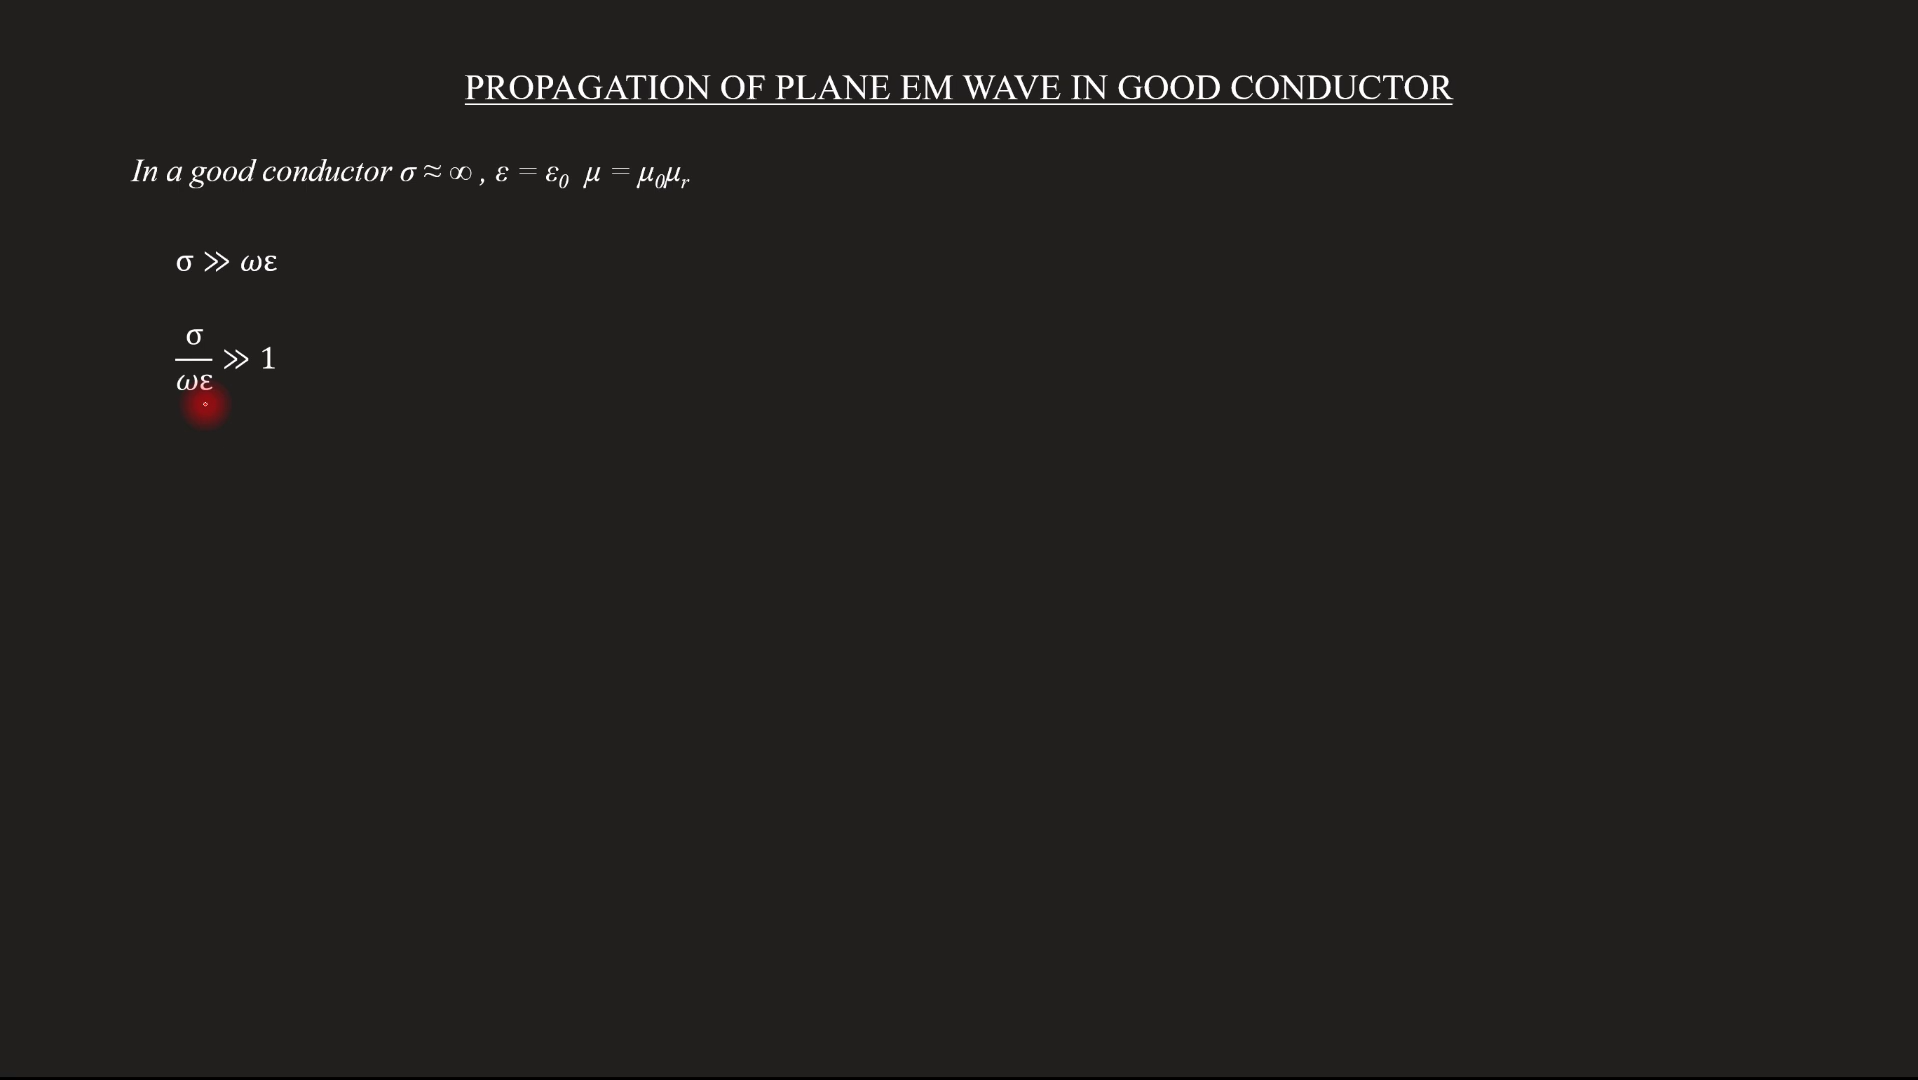 PROPAGATION OF PLANE EM WAVE IN GOOD CONDUCTOR
In a good conductor σ ≈ ∞ , ε = ε₀ μ = μ₀μᵣ
σ ≫ ωε
σ/ωε ≫ 1